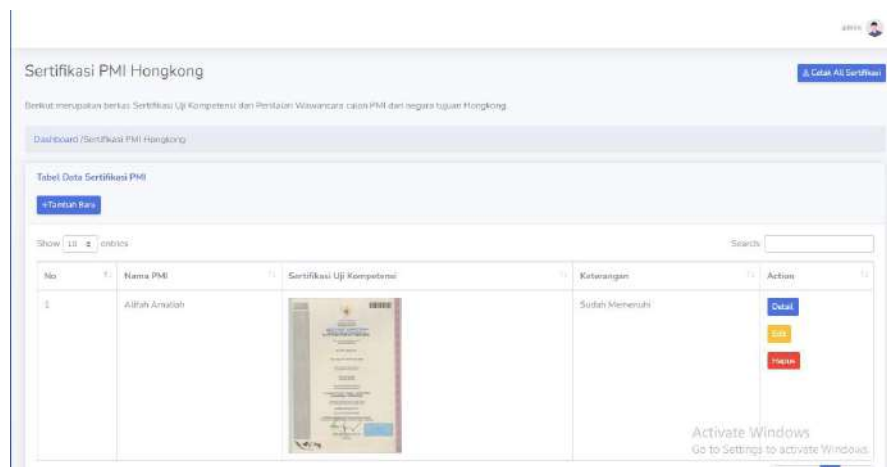 admin
Sertifikasi PMI Hongkong
Cetak All Sertifikasi
Berikut merupakan berkas Sertifikasi Uji Kompetensi dan Penilaian Wawancara calon PMI dari negara tujuan Hongkong
Dashboard /Sertifikasi PMI Hongkong
Tabel Data Sertifikasi PMI
+Tambah Baru
Show 10 entries
Search:
No Nama PMI Sertifikasi Uji Kompetensi Keterangan Action
1 Alifah Amaliah Sudah Memenuhi Detail
Edit
Hapus
Activate Windows
Go to Settings to activate Windows.